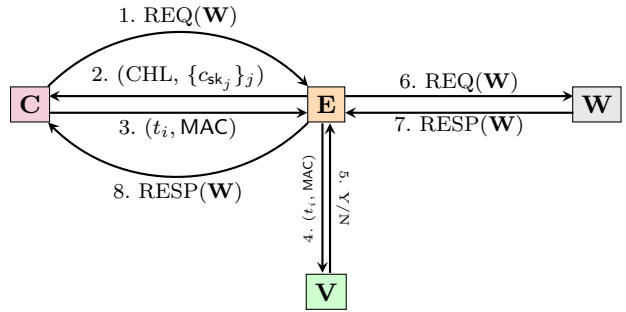 1. REQ(W)
2. (CHL, {c_{sk_j}}_j)
C
E
6. REQ(W)
W
3. (t_i, MAC)
7. RESP(W)
8. RESP(W)
4. (t_i, MAC)
5. Y/N
V